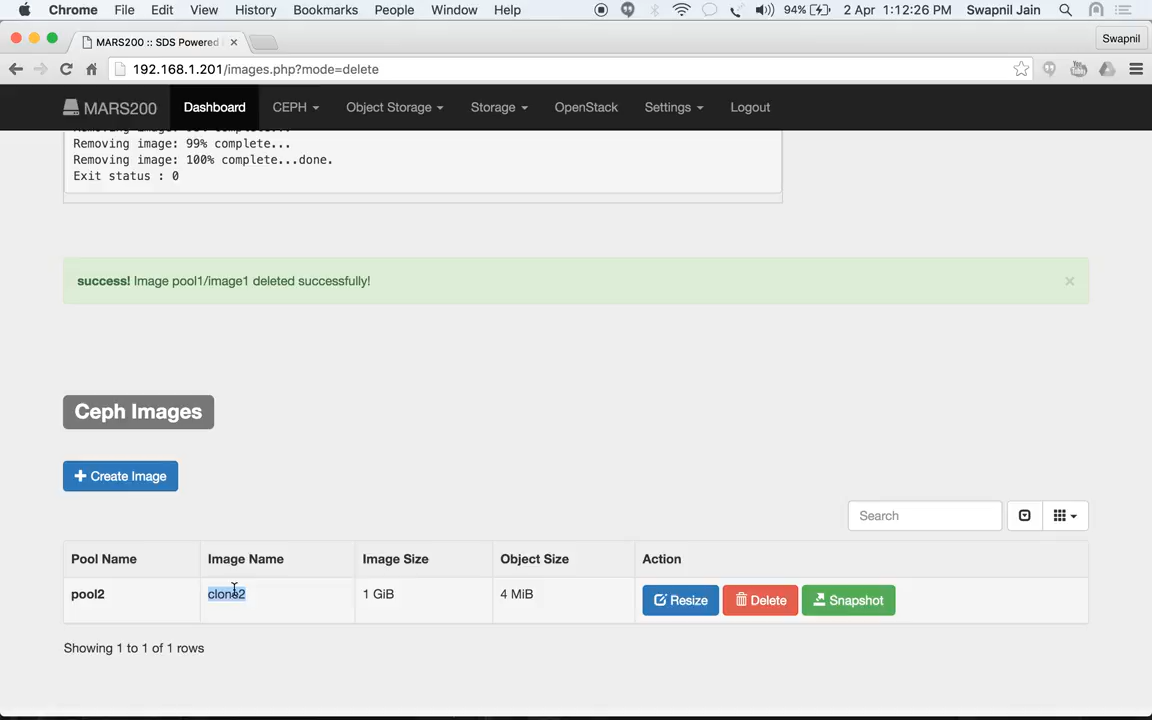 Chrome File Edit View History Bookmarks People Window Help 94% 2 Apr 1:12:26 PM Swapnil Jain
MARS200 :: SDS Powered Swapnil
192.168.1.201/images.php?mode=delete
MARS200 Dashboard CEPH Object Storage Storage OpenStack Settings Logout
Removing image: 99% complete...
Removing image: 100% complete...done.
Exit status : 0
success! Image pool1/image1 deleted successfully!
Ceph Images
Create Image
Search
Pool Name Image Name Image Size Object Size Action
pool2 clone2 1 GiB 4 MiB Resize Delete Snapshot
Showing 1 to 1 of 1 rows